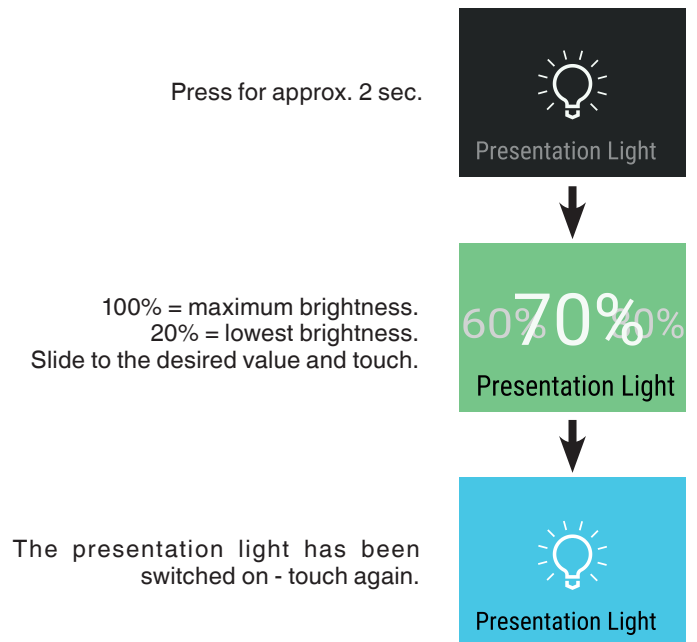 Press for approx. 2 sec.
Presentation Light
100% = maximum brightness.
20% = lowest brightness.
Slide to the desired value and touch.
60% 70% 80%
Presentation Light
The presentation light has been
switched on - touch again.
Presentation Light